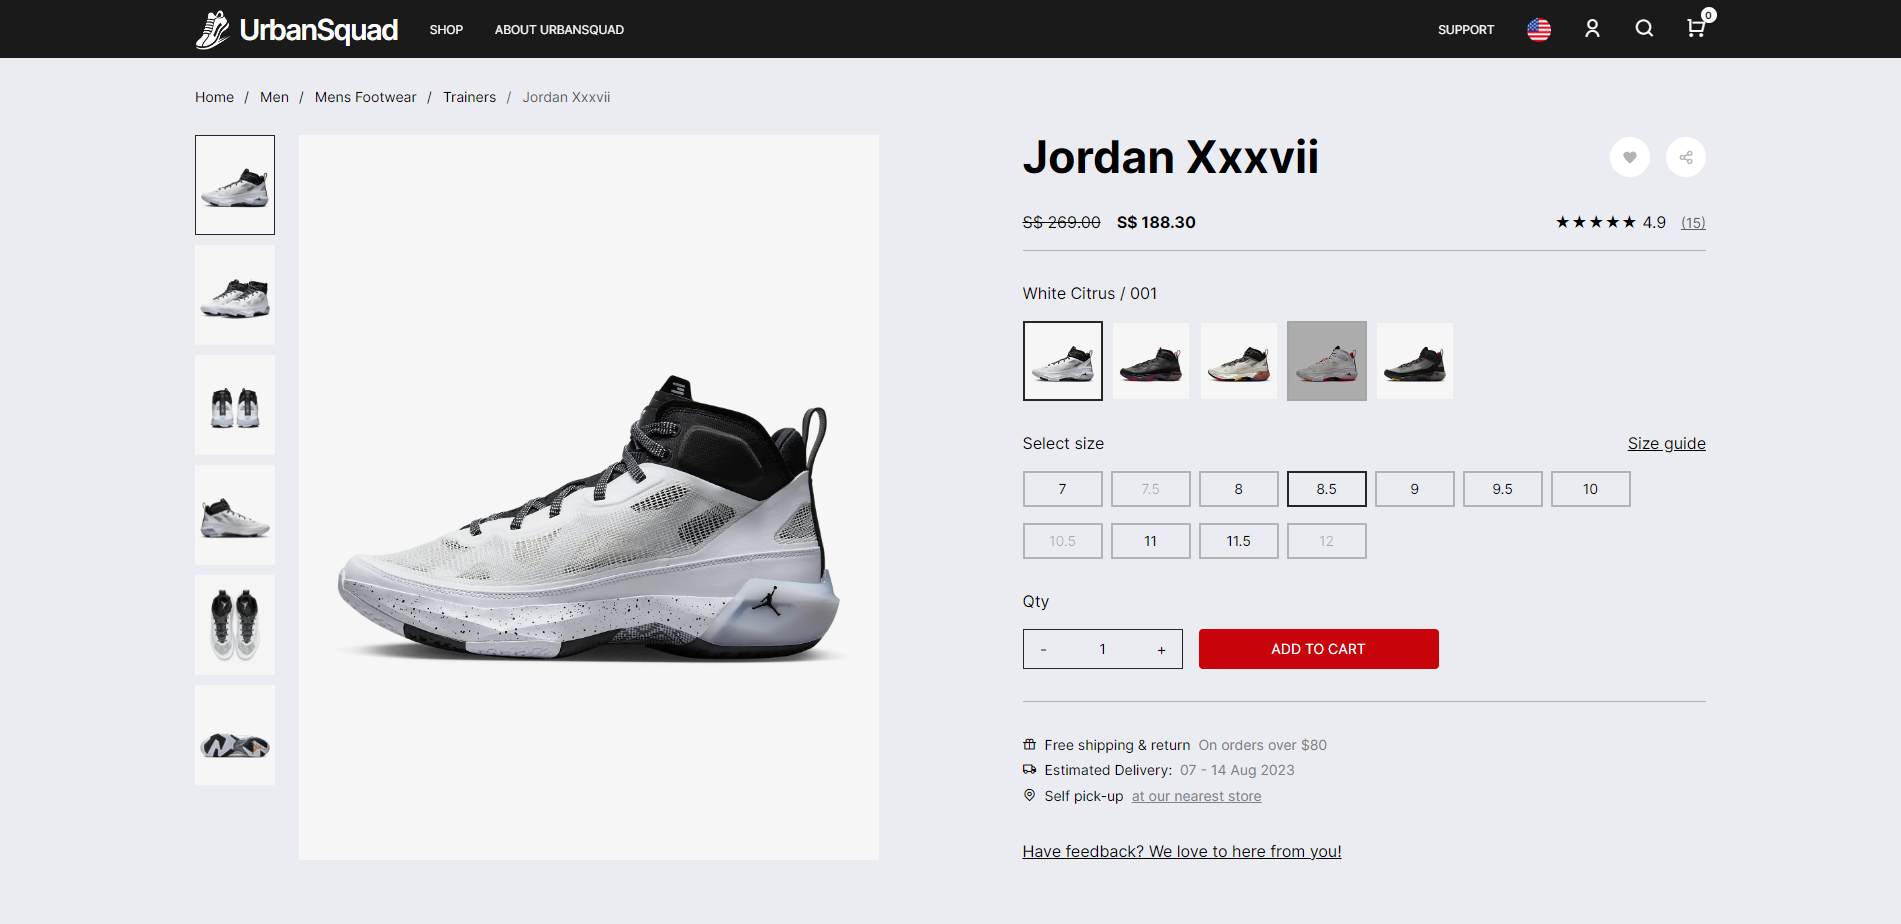 UrbanSquad SHOP ABOUT URBANSQUAD SUPPORT 0
Home / Men / Mens Footwear / Trainers / Jordan Xxxvii
Jordan Xxxvii
S$ 269.00 S$ 188.30 ★★★★★ 4.9 (15)
White Citrus / 001
Select size Size guide
7 7.5 8 8.5 9 9.5 10
10.5 11 11.5 12
Qty
- 1 + ADD TO CART
Free shipping & return On orders over $80
Estimated Delivery: 07 - 14 Aug 2023
Self pick-up at our nearest store
Have feedback? We love to here from you!